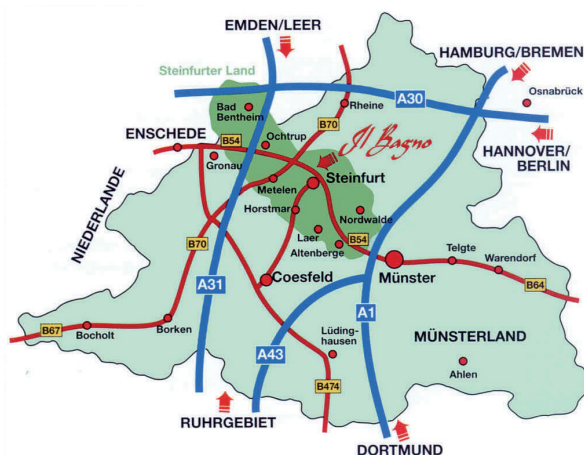 EMDEN/LEER
HAMBURG/BREMEN
Steinfurter Land
A30
Osnabrück
Bad
Bentheim
Rheine
B70
ENSCHEDE
B54
Ochtrup
Il Bagno
HANNOVER/
BERLIN
Gronau
Metelen
Steinfurt
NIEDERLANDE
Horstmar
Nordwalde
Laer
B54
Altenberge
B70
Telgte
Warendorf
Münster
A31
Coesfeld
B64
A1
B67
Bocholt
Borken
Lüding-
hausen
MÜNSTERLAND
A43
Ahlen
B474
RUHRGEBIET
DORTMUND